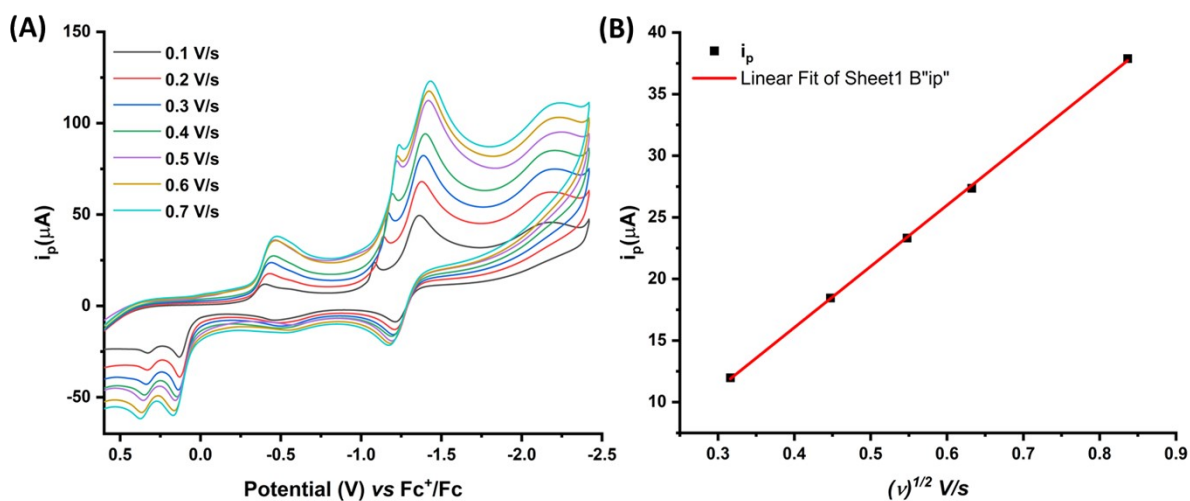 (A)
150
100
50
0
-50
i_p(μA)
0.1 V/s
0.2 V/s
0.3 V/s
0.4 V/s
0.5 V/s
0.6 V/s
0.7 V/s
0.5 0.0 -0.5 -1.0 -1.5 -2.0 -2.5
Potential (V) vs Fc⁺/Fc
(B)
40
35
30
25
20
15
10
i_p(μA)
i_p
Linear Fit of Sheet1 B"ip"
0.3 0.4 0.5 0.6 0.7 0.8 0.9
(ν)^1/2 V/s